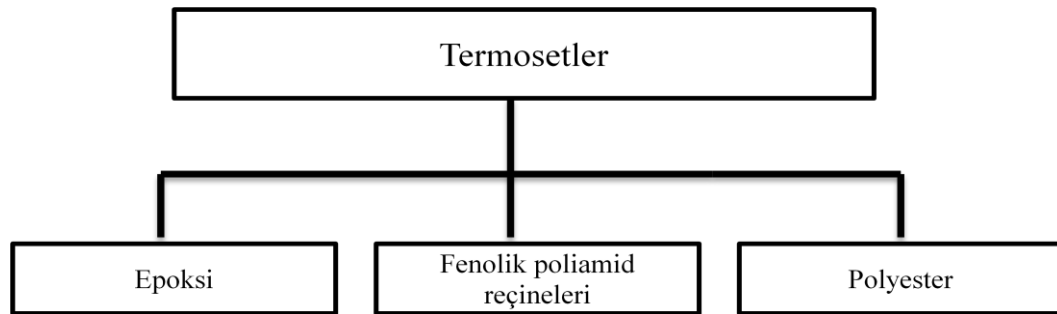 Termosetler
Epoksi
Fenolik poliamid
reçineleri
Polyester